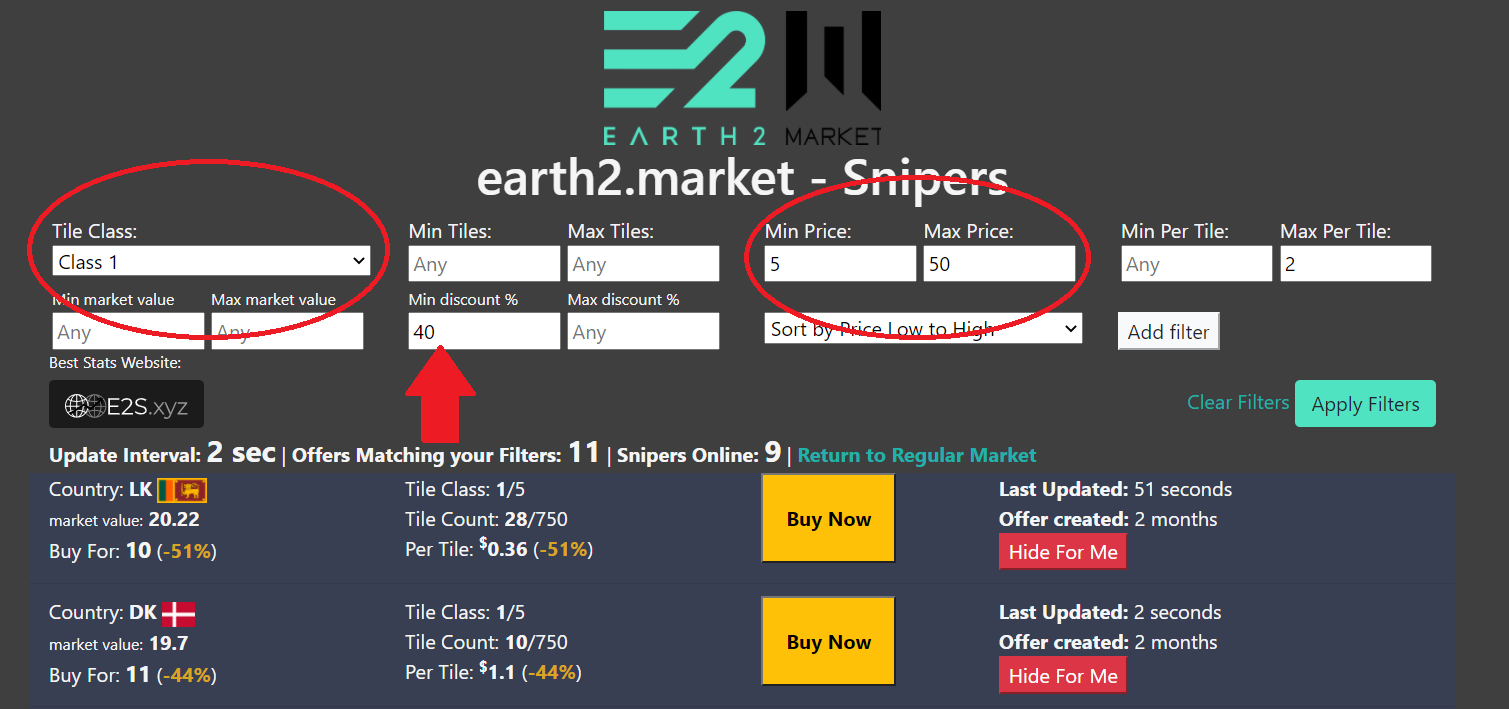 EARTH2 MARKET
earth2.market - Snipers
Tile Class: Min Tiles: Max Tiles: Min Price: Max Price: Min Per Tile: Max Per Tile:
Class 1 Any Any 5 50 Any 2
Min market value Max market value Min discount % Max discount %
Any Any 40 Any Sort by Price Low to High Add filter
Best Stats Website:
E2S.xyz Clear Filters Apply Filters
Update Interval: 2 sec | Offers Matching your Filters: 11 | Snipers Online: 9 | Return to Regular Market
Country: LK Tile Class: 1/5 Last Updated: 51 seconds
market value: 20.22 Tile Count: 28/750 Buy Now Offer created: 2 months
Buy For: 10 (-51%) Per Tile: $0.36 (-51%) Hide For Me
Country: DK Tile Class: 1/5 Last Updated: 2 seconds
market value: 19.7 Tile Count: 10/750 Buy Now Offer created: 2 months
Buy For: 11 (-44%) Per Tile: $1.1 (-44%) Hide For Me